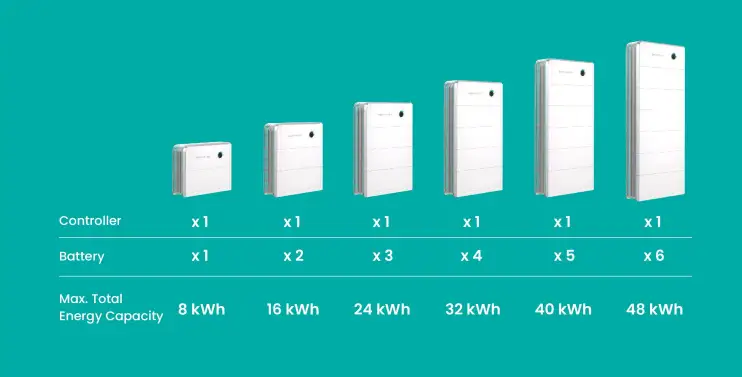 Controller x 1 x 1 x 1 x 1 x 1 x 1
Battery x 1 x 2 x 3 x 4 x 5 x 6
Max. Total
Energy Capacity 8 kWh 16 kWh 24 kWh 32 kWh 40 kWh 48 kWh